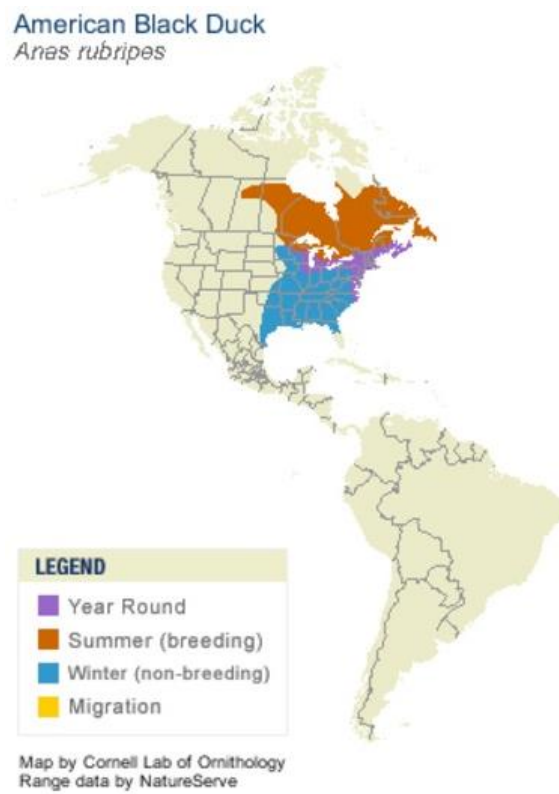 American Black Duck
Anas rubripes
LEGEND
Year Round
Summer (breeding)
Winter (non-breeding)
Migration
Map by Cornell Lab of Ornithology
Range data by NatureServe